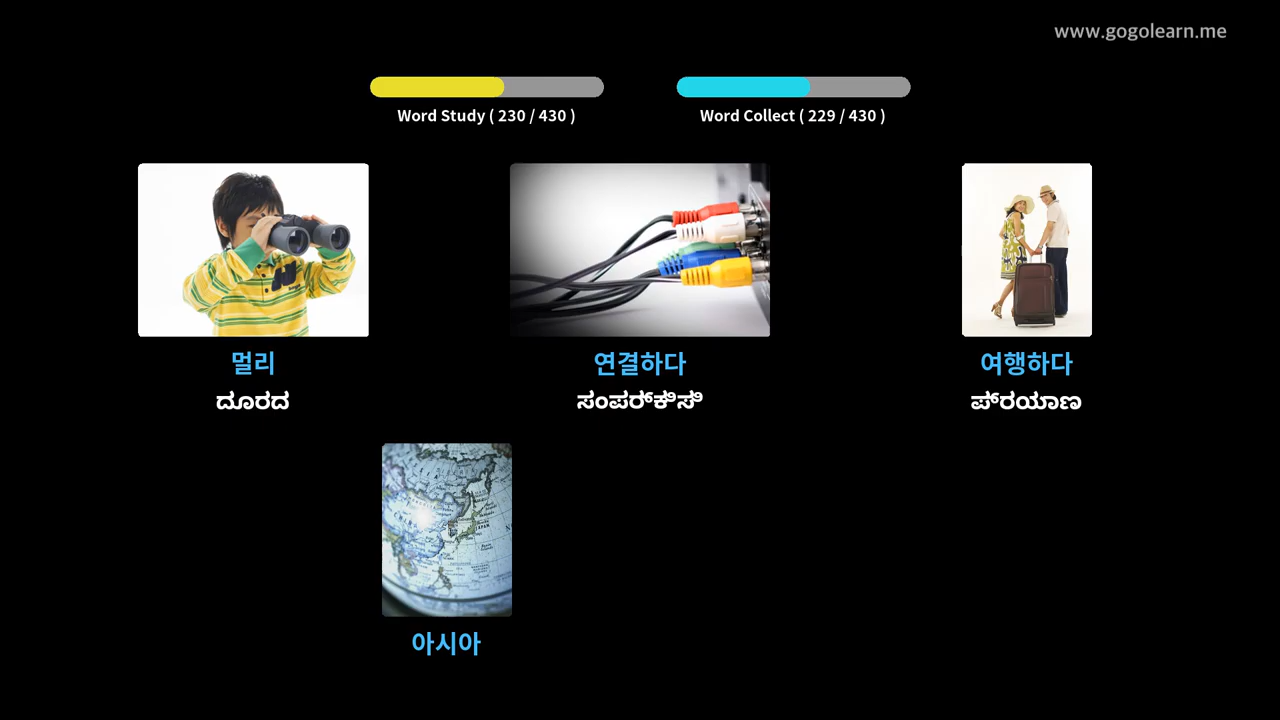 www.gogolearn.me
Word Study ( 230 / 430 )
Word Collect ( 229 / 430 )
멀리
연결하다
여행하다
ದೂರದ
ಸಂಪರ್ಕಿಸಿ
ಪ್ರಯಾಣ
아시아